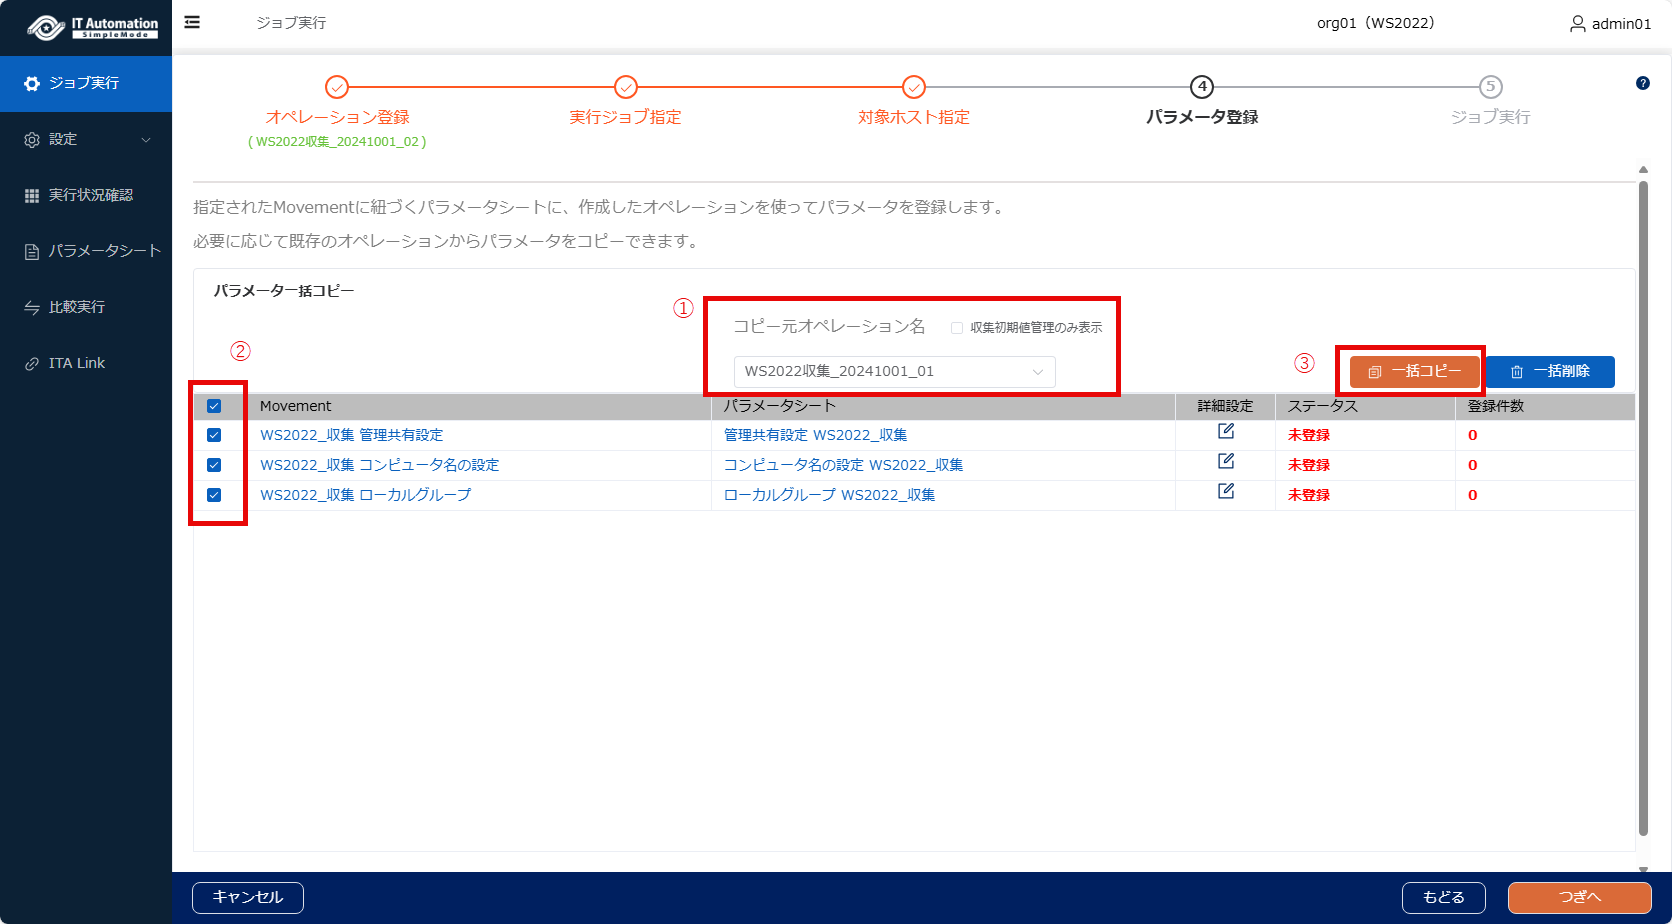 IT Automation
SimpleMode
ジョブ実行
org01（WS2022）
admin01
ジョブ実行
設定
実行状況確認
パラメータシート
比較実行
ITA Link
オペレーション登録
( WS2022収集_20241001_02 )
実行ジョブ指定
対象ホスト指定
4
パラメータ登録
5
ジョブ実行
?
指定されたMovementに紐づくパラメータシートに、作成したオペレーションを使ってパラメータを登録します。
必要に応じて既存のオペレーションからパラメータをコピーできます。
パラメーター括コピー
①
コピー元オペレーション名
収集初期値管理のみ表示
WS2022収集_20241001_01
②
③
一括コピー
一括削除
Movement パラメータシート 詳細設定 ステータス 登録件数
WS2022_収集 管理共有設定 管理共有設定 WS2022_収集 未登録 0
WS2022_収集 コンピュータ名の設定 コンピュータ名の設定 WS2022_収集 未登録 0
WS2022_収集 ローカルグループ ローカルグループ WS2022_収集 未登録 0
キャンセル
もどる
つぎへ